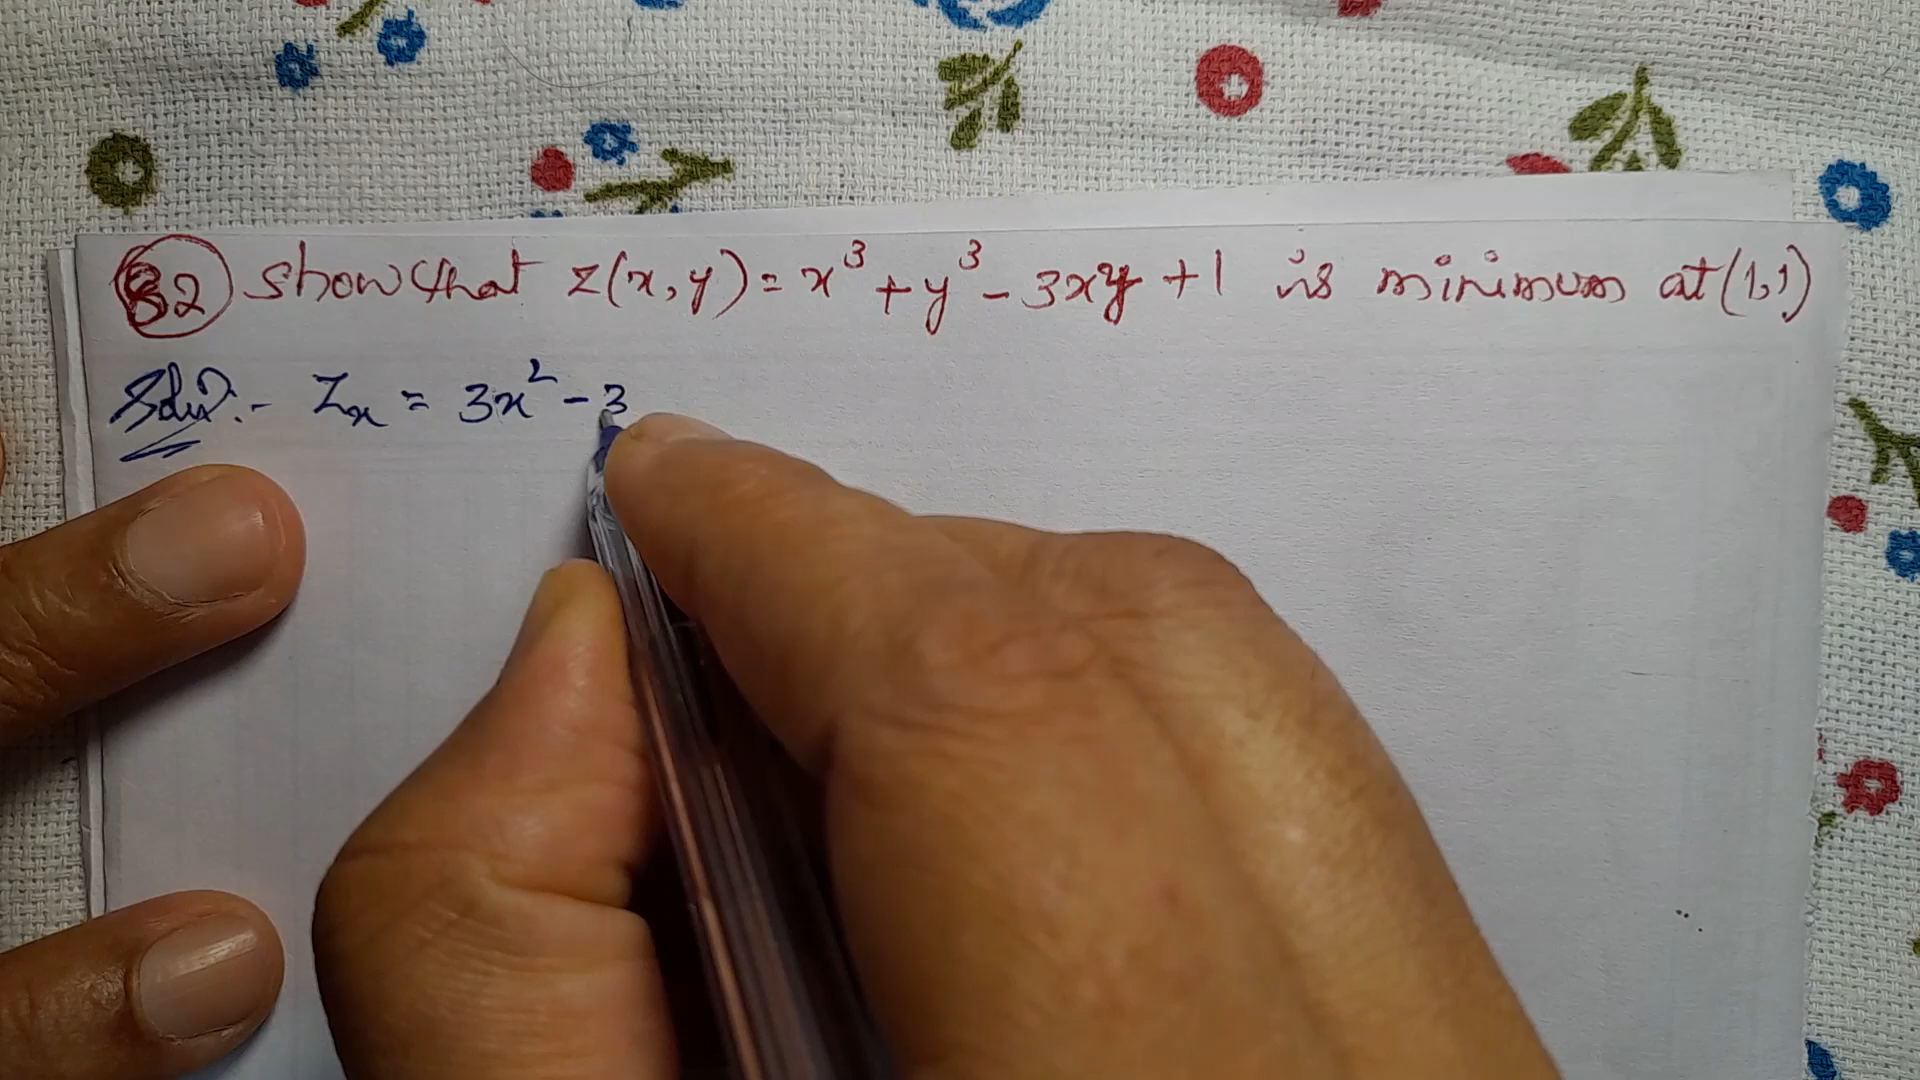 82 Show that z(x,y) = x³ + y³ - 3xy + 1 is minimum at (1,1)
Soln:- Zx = 3x² - 3